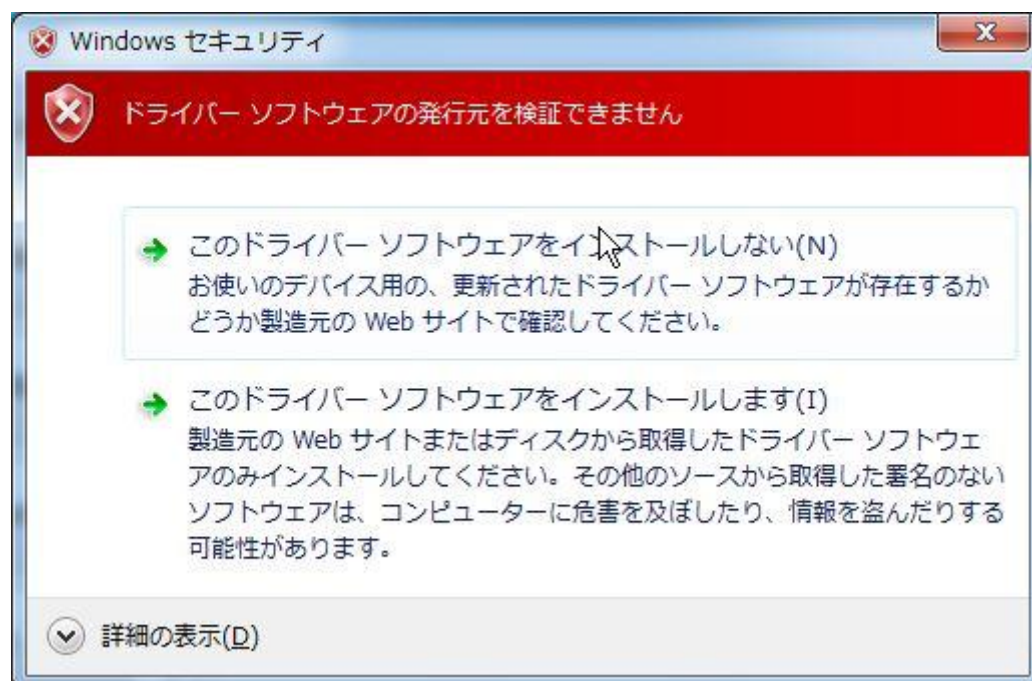 Windows セキュリティ
ドライバー ソフトウェアの発行元を検証できません
このドライバー ソフトウェアをインストールしない(N)
お使いのデバイス用の、更新されたドライバー ソフトウェアが存在するか
どうか製造元の Web サイトで確認してください。
このドライバー ソフトウェアをインストールします(I)
製造元の Web サイトまたはディスクから取得したドライバー ソフトウェ
アのみインストールしてください。その他のソースから取得した署名のない
ソフトウェアは、コンピューターに危害を及ぼしたり、情報を盗んだりする
可能性があります。
詳細の表示(D)